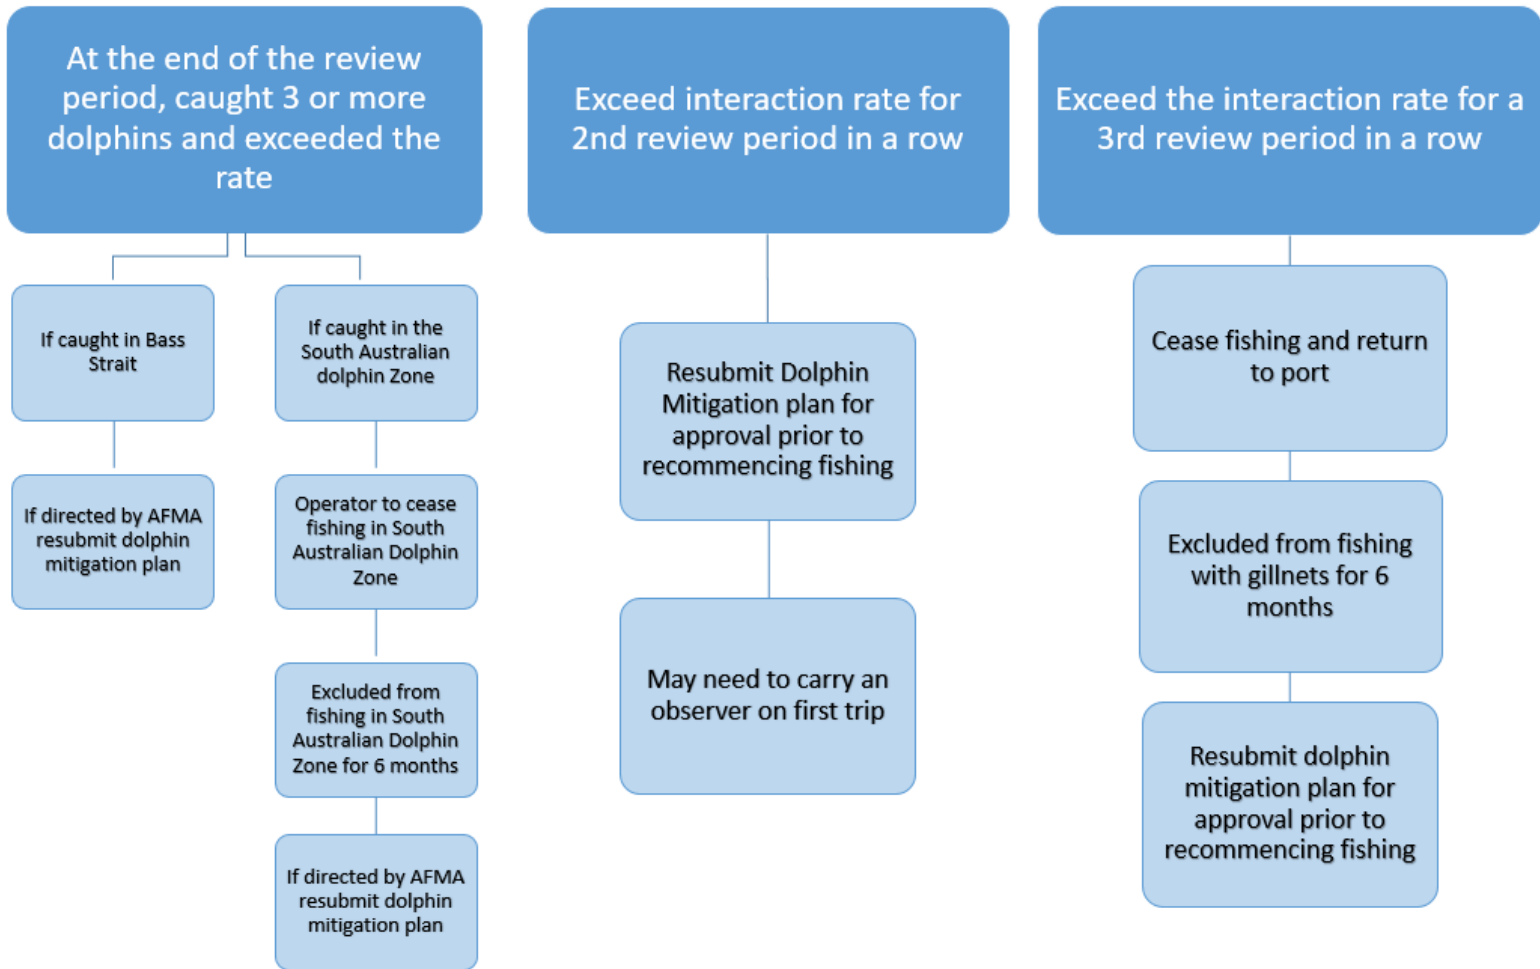 At the end of the review
period, caught 3 or more
dolphins and exceeded the
rate
If caught in Bass
Strait
If directed by AFMA
resubmit dolphin
mitigation plan
If caught in the
South Australian
dolphin Zone
Operator to cease
fishing in South
Australian Dolphin
Zone
Excluded from
fishing in South
Australian Dolphin
Zone for 6 months
If directed by AFMA
resubmit dolphin
mitigation plan
Exceed interaction rate for
2nd review period in a row
Resubmit Dolphin
Mitigation plan for
approval prior to
recommencing fishing
May need to carry an
observer on first trip
Exceed the interaction rate for a
3rd review period in a row
Cease fishing and return
to port
Excluded from fishing
with gillnets for 6
months
Resubmit dolphin
mitigation plan for
approval prior to
recommencing fishing